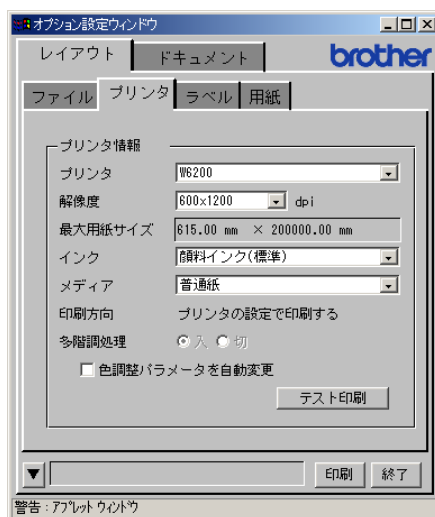 オプション設定ウィンドウ
レイアウト ドキュメント brother
ファイル プリンタ ラベル 用紙
プリンタ情報
プリンタ W6200
解像度 600×1200 dpi
最大用紙サイズ 615.00 mm × 200000.00 mm
インク 顔料インク(標準)
メディア 普通紙
印刷方向 プリンタの設定で印刷する
多階調処理 入 切
色調整パラメータを自動変更
テスト印刷
印刷 終了
警告 : アプレット ウィンドウ